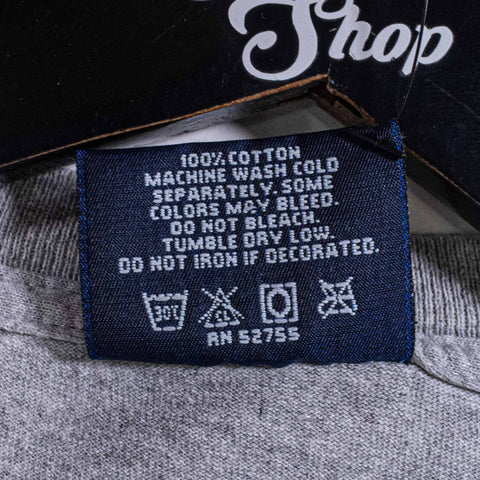 Shop
100% COTTON
MACHINE WASH COLD
SEPARATELY. SOME
COLORS MAY BLEED.
DO NOT BLEACH.
TUMBLE DRY LOW.
DO NOT IRON IF DECORATED.
30°
CL
RN 52755